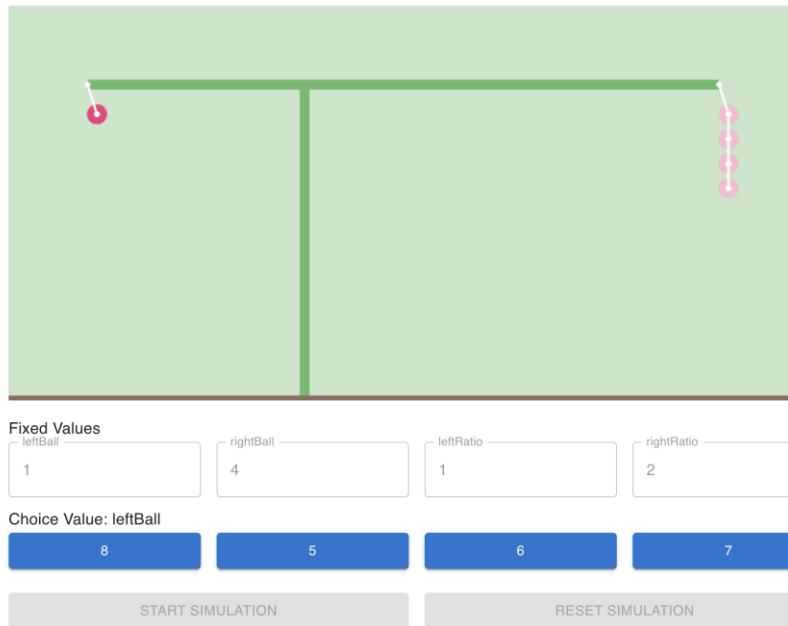 Fixed Values
leftBall rightBall leftRatio rightRatio
1 4 1 2
Choice Value: leftBall
8 5 6 7
START SIMULATION RESET SIMULATION